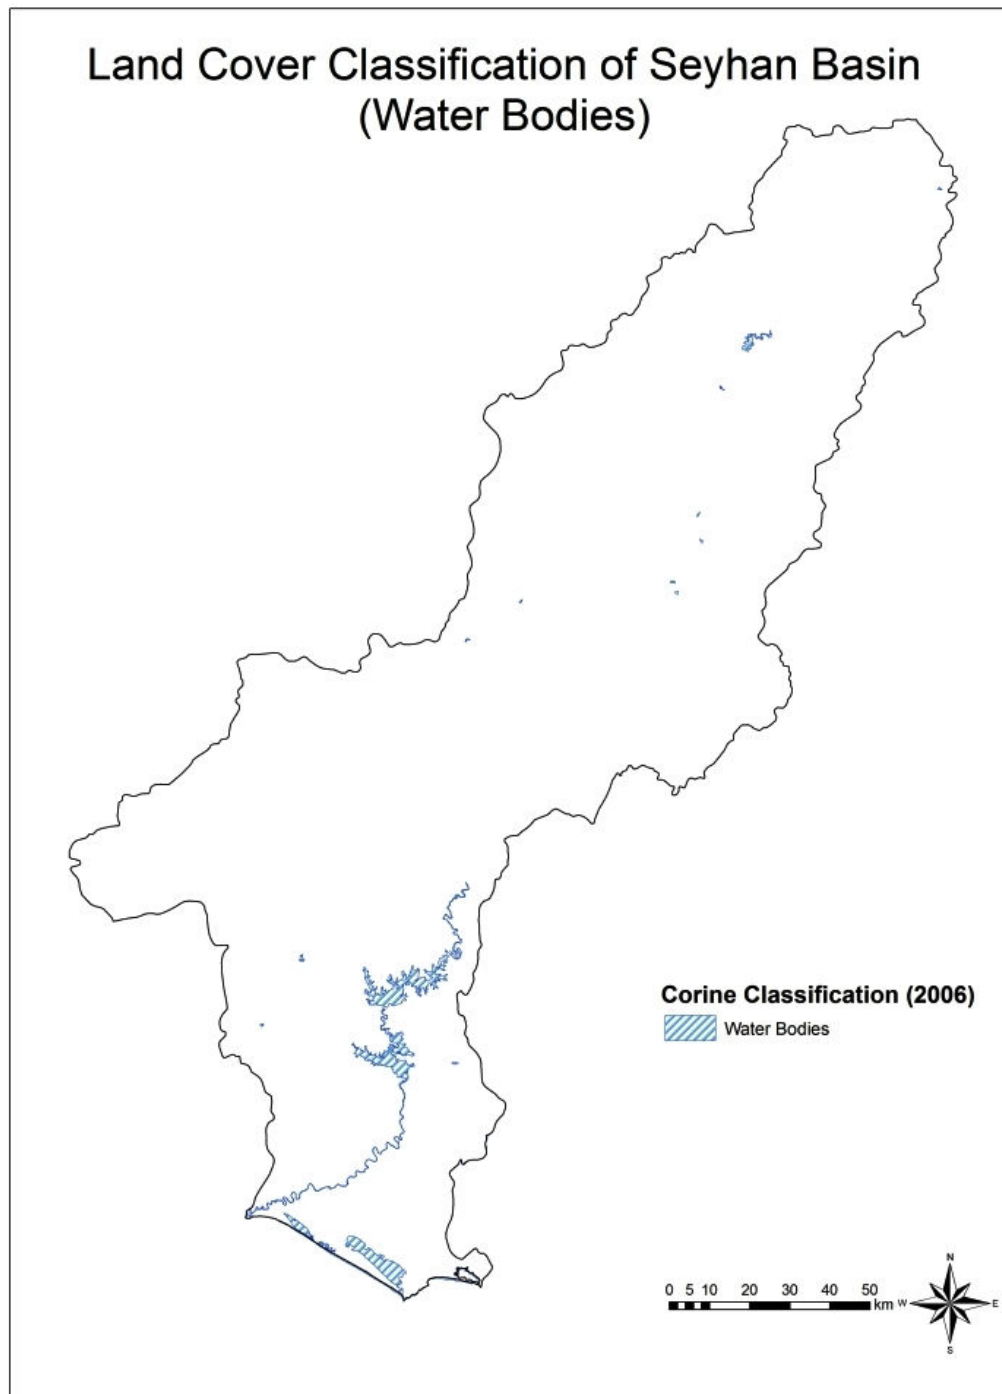 Land Cover Classification of Seyhan Basin
(Water Bodies)
Corine Classification (2006)
Water Bodies
0 5 10 20 30 40 50
km
N
W E
S